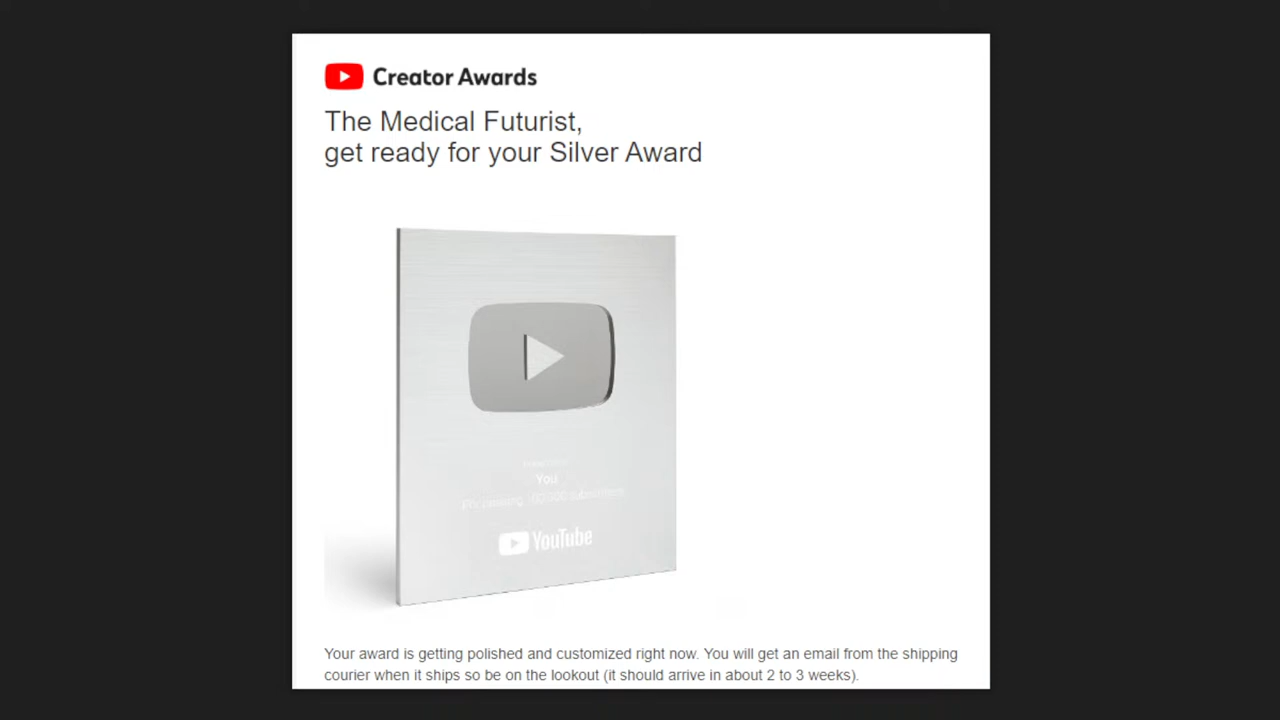 Creator Awards
The Medical Futurist,
get ready for your Silver Award
You
YouTube
Your award is getting polished and customized right now. You will get an email from the shipping
courier when it ships so be on the lookout (it should arrive in about 2 to 3 weeks).